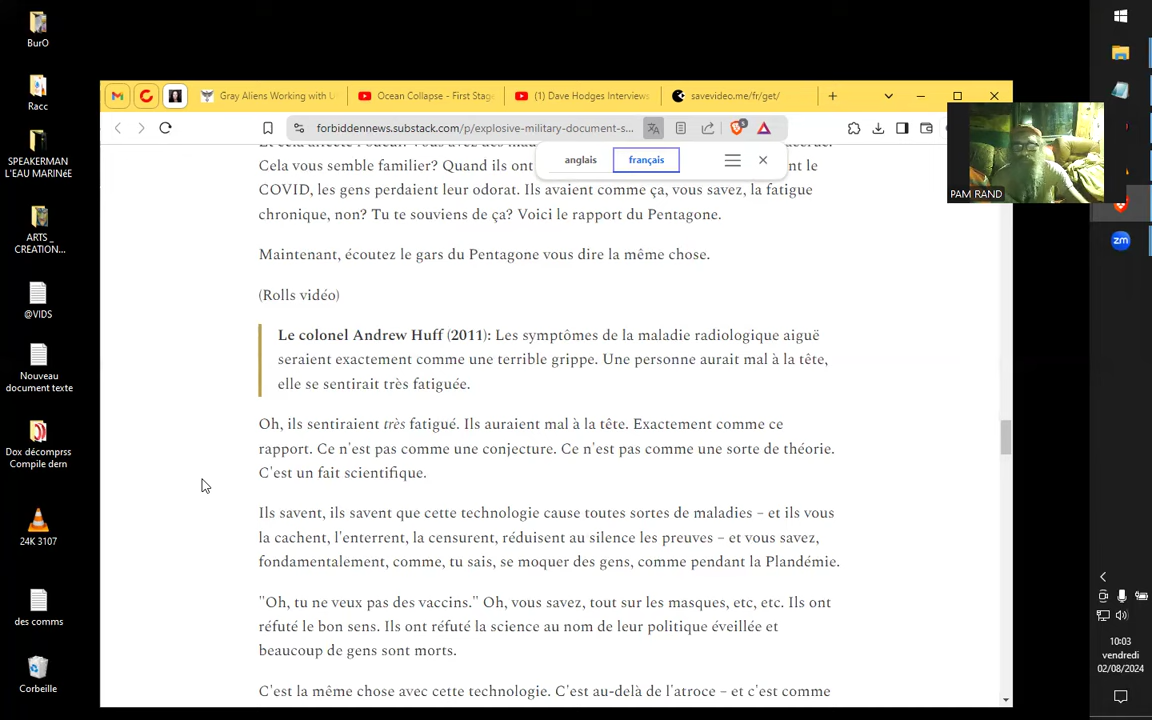 BurO
Racc
SPEAKERMAN
L'EAU MARINéE
ARTS _
CREATION...
@VIDS
Nouveau
document texte
Dox décomprss
Compile dern
24K 3107
des comms
Corbeille
Gray Aliens Working with U
Ocean Collapse - First Stage
(1) Dave Hodges Interviews
savevideo.me/fr/get/
forbiddennews.substack.com/p/explosive-military-document-s...
5
anglais
français
Cela vous semble familier? Quand ils ont
nt le
COVID, les gens perdaient leur odorat. Ils avaient comme ça, vous savez, la fatigue
chronique, non? Tu te souviens de ça? Voici le rapport du Pentagone.
Maintenant, écoutez le gars du Pentagone vous dire la même chose.
(Rolls vidéo)
Le colonel Andrew Huff (2011): Les symptômes de la maladie radiologique aiguë
seraient exactement comme une terrible grippe. Une personne aurait mal à la tête,
elle se sentirait très fatiguée.
Oh, ils sentiraient très fatigué. Ils auraient mal à la tête. Exactement comme ce
rapport. Ce n'est pas comme une conjecture. Ce n'est pas comme une sorte de théorie.
C'est un fait scientifique.
Ils savent, ils savent que cette technologie cause toutes sortes de maladies – et ils vous
la cachent, l'enterrent, la censurent, réduisent au silence les preuves – et vous savez,
fondamentalement, comme, tu sais, se moquer des gens, comme pendant la Plandémie.
"Oh, tu ne veux pas des vaccins." Oh, vous savez, tout sur les masques, etc, etc. Ils ont
réfuté le bon sens. Ils ont réfuté la science au nom de leur politique éveillée et
beaucoup de gens sont morts.
C'est la même chose avec cette technologie. C'est au-delà de l'atroce – et c'est comme
PAM RAND
zm
10:03
vendredi
02/08/2024